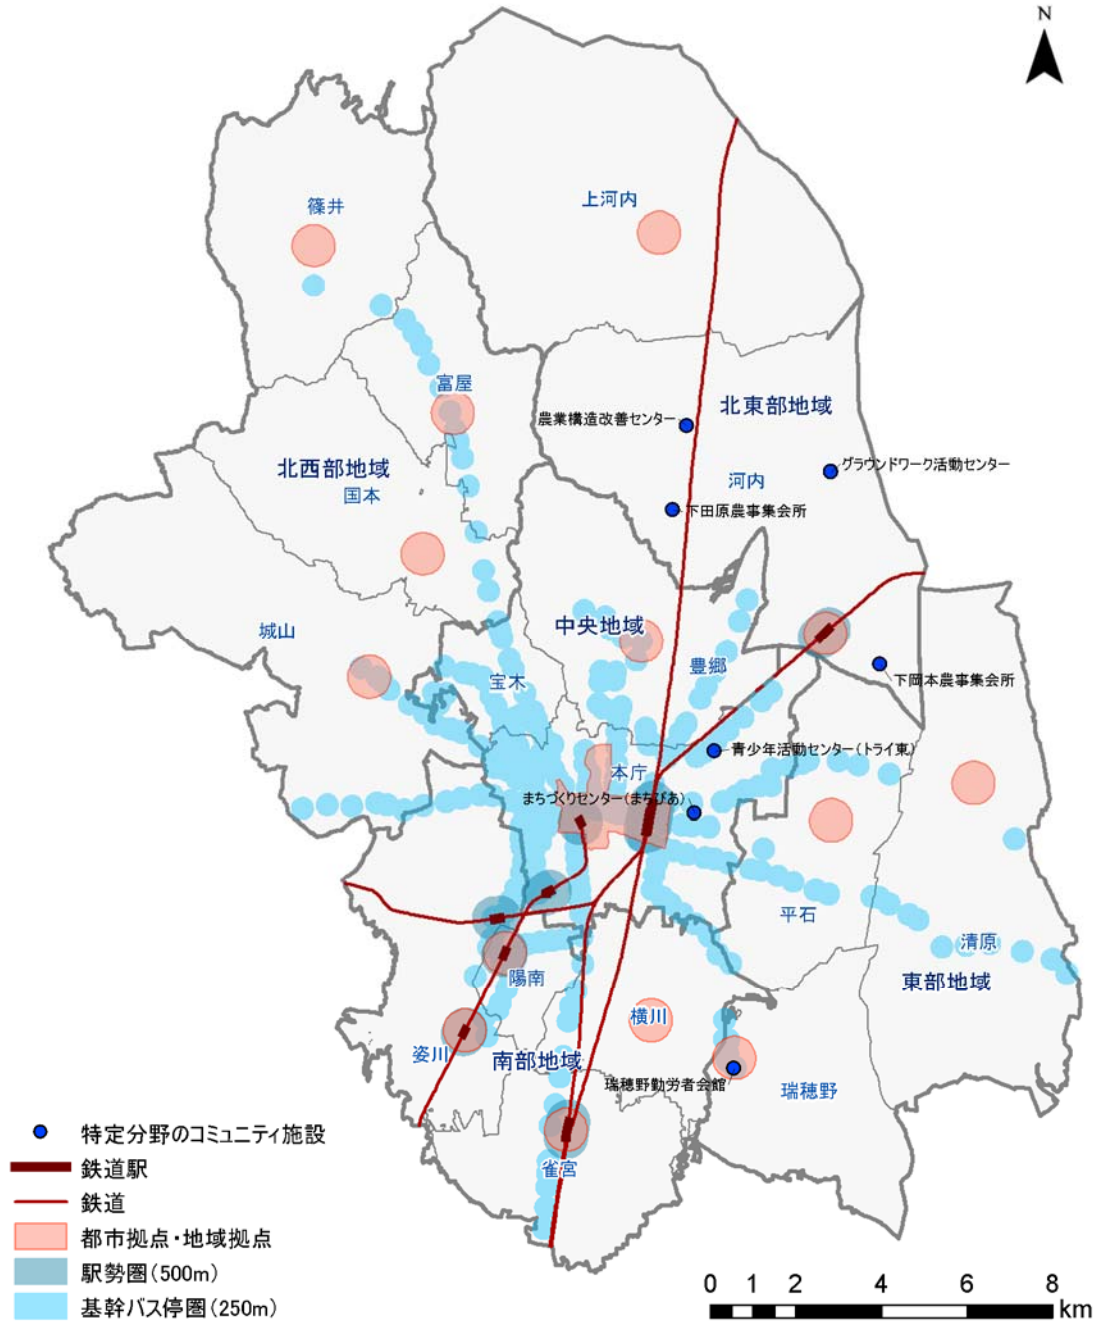 N
上河内
篠井
富屋
北東部地域
農業構造改善センター
グラウンドワーク活動センター
北西部地域
国本
河内
下田原農事集会所
中央地域
城山
豊郷
宝木
下岡本農事集会所
青少年活動センター(トライ東)
本庁
まちづくりセンター(まちぴあ)
平石
清原
陽南
東部地域
横川
姿川
南部地域
瑞穂野勤労者会館
瑞穂野
雀宮
特定分野のコミュニティ施設
鉄道駅
鉄道
都市拠点・地域拠点
駅勢圏(500m)
基幹バス停圏(250m)
0 1 2 4 6 8
km